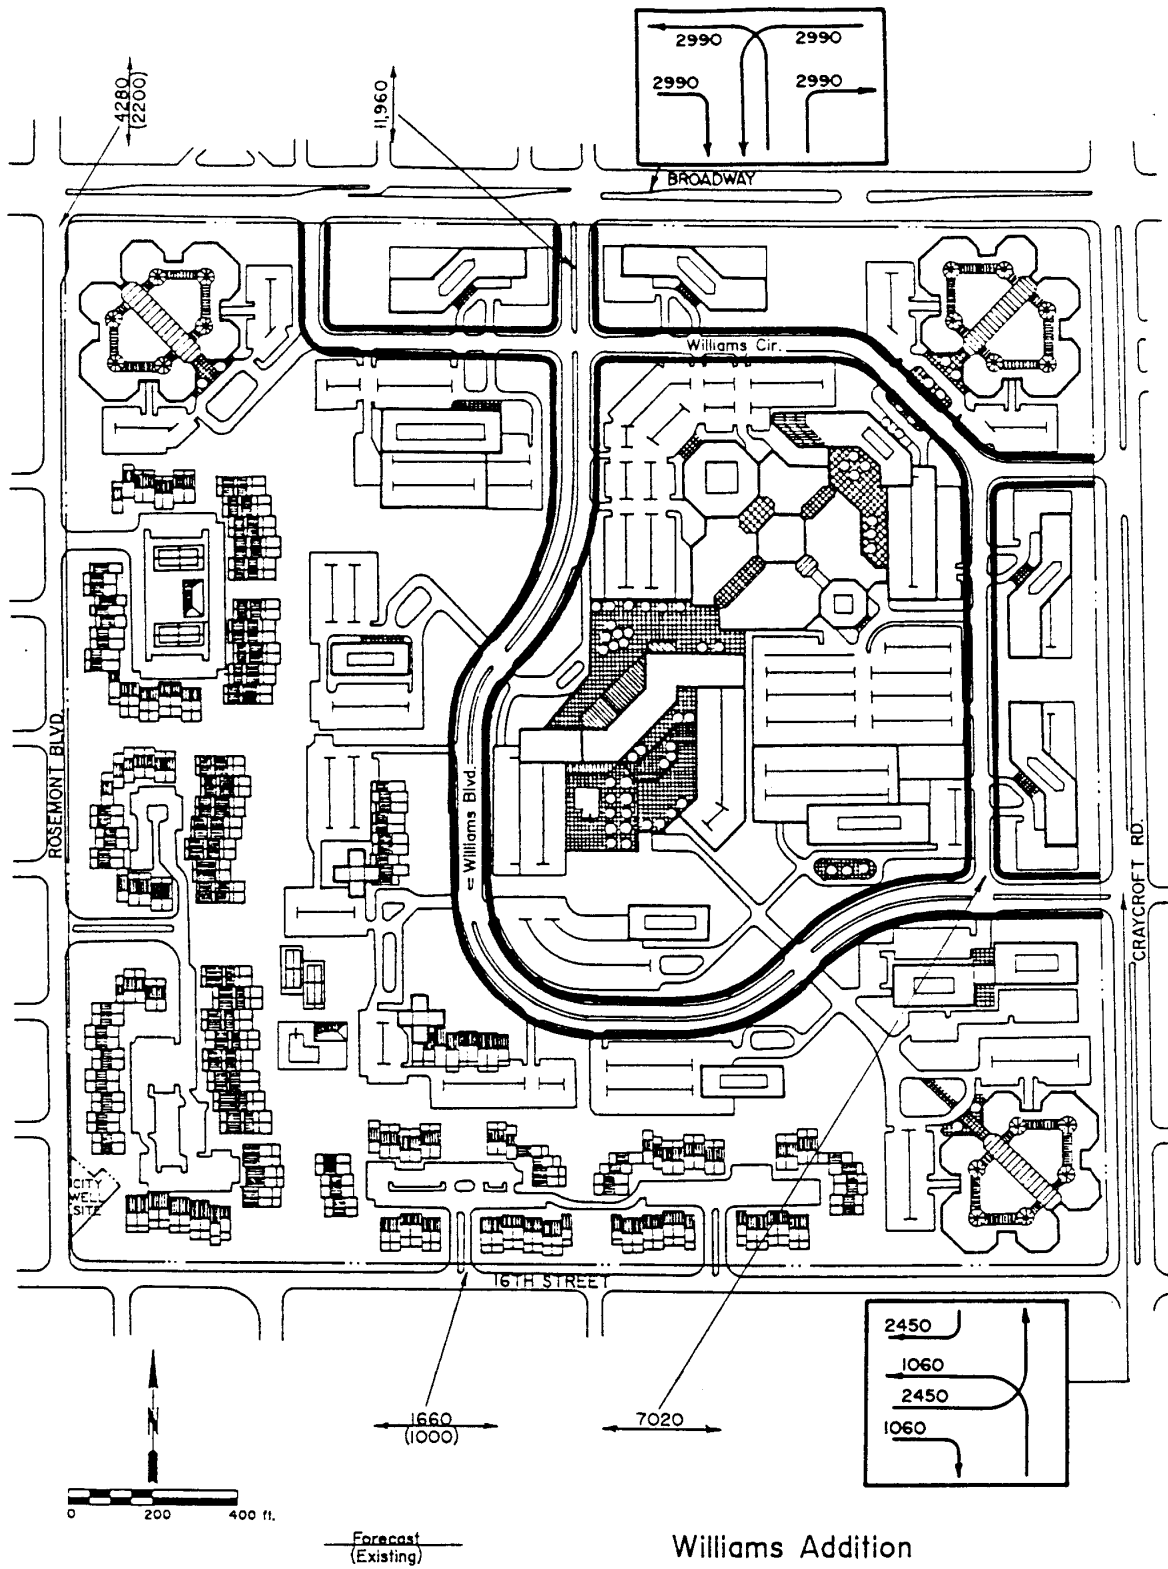 2990
2990
2990
2990
4280
(2200)
11,960
BROADWAY
Williams Cir.
ROSEMONT BLVD.
Williams Blvd.
CRAYCROFT RD.
CITY
WELL
SITE
16TH STREET
2450
1060
2450
1060
1660
(1000)
7020
N
0 200 400 ft.
Forecast
(Existing)
Williams Addition